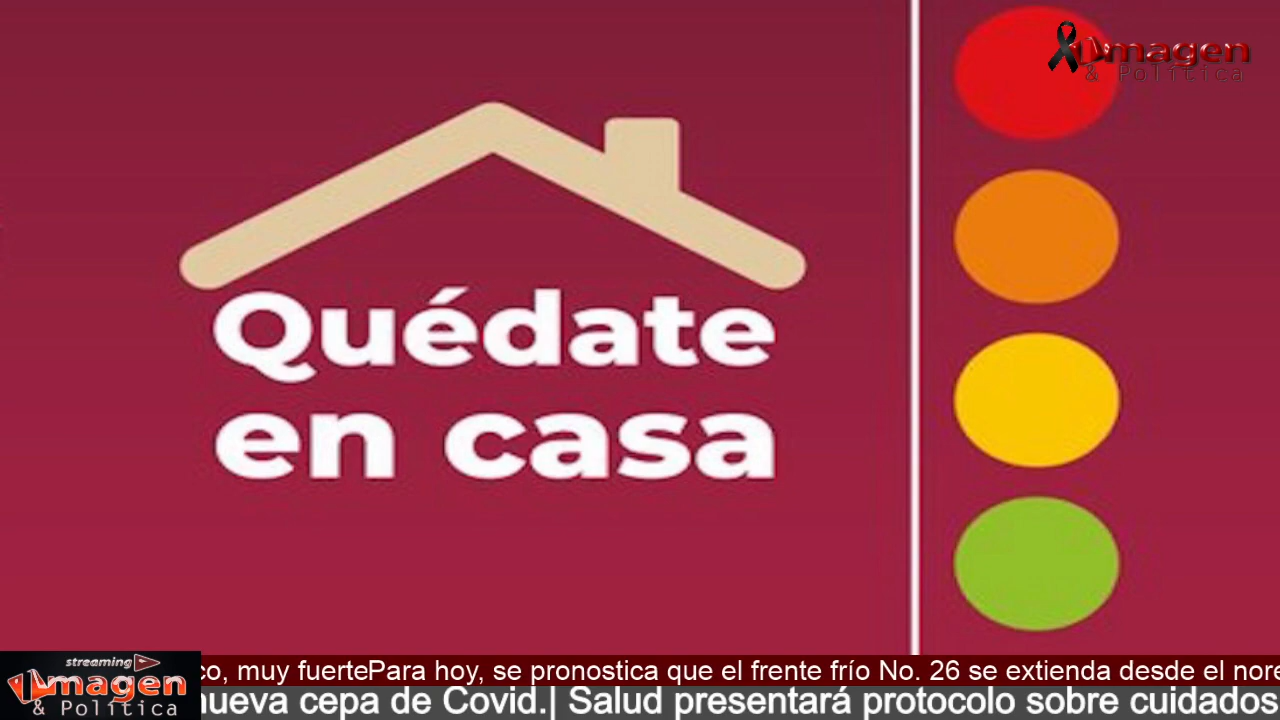 Imagen
& Política
Quédate
en casa
streaming
Imagen
& Política
co, muy fuertePara hoy, se pronostica que el frente frío No. 26 se extienda desde el nore
nueva cepa de Covid.| Salud presentará protocolo sobre cuidados